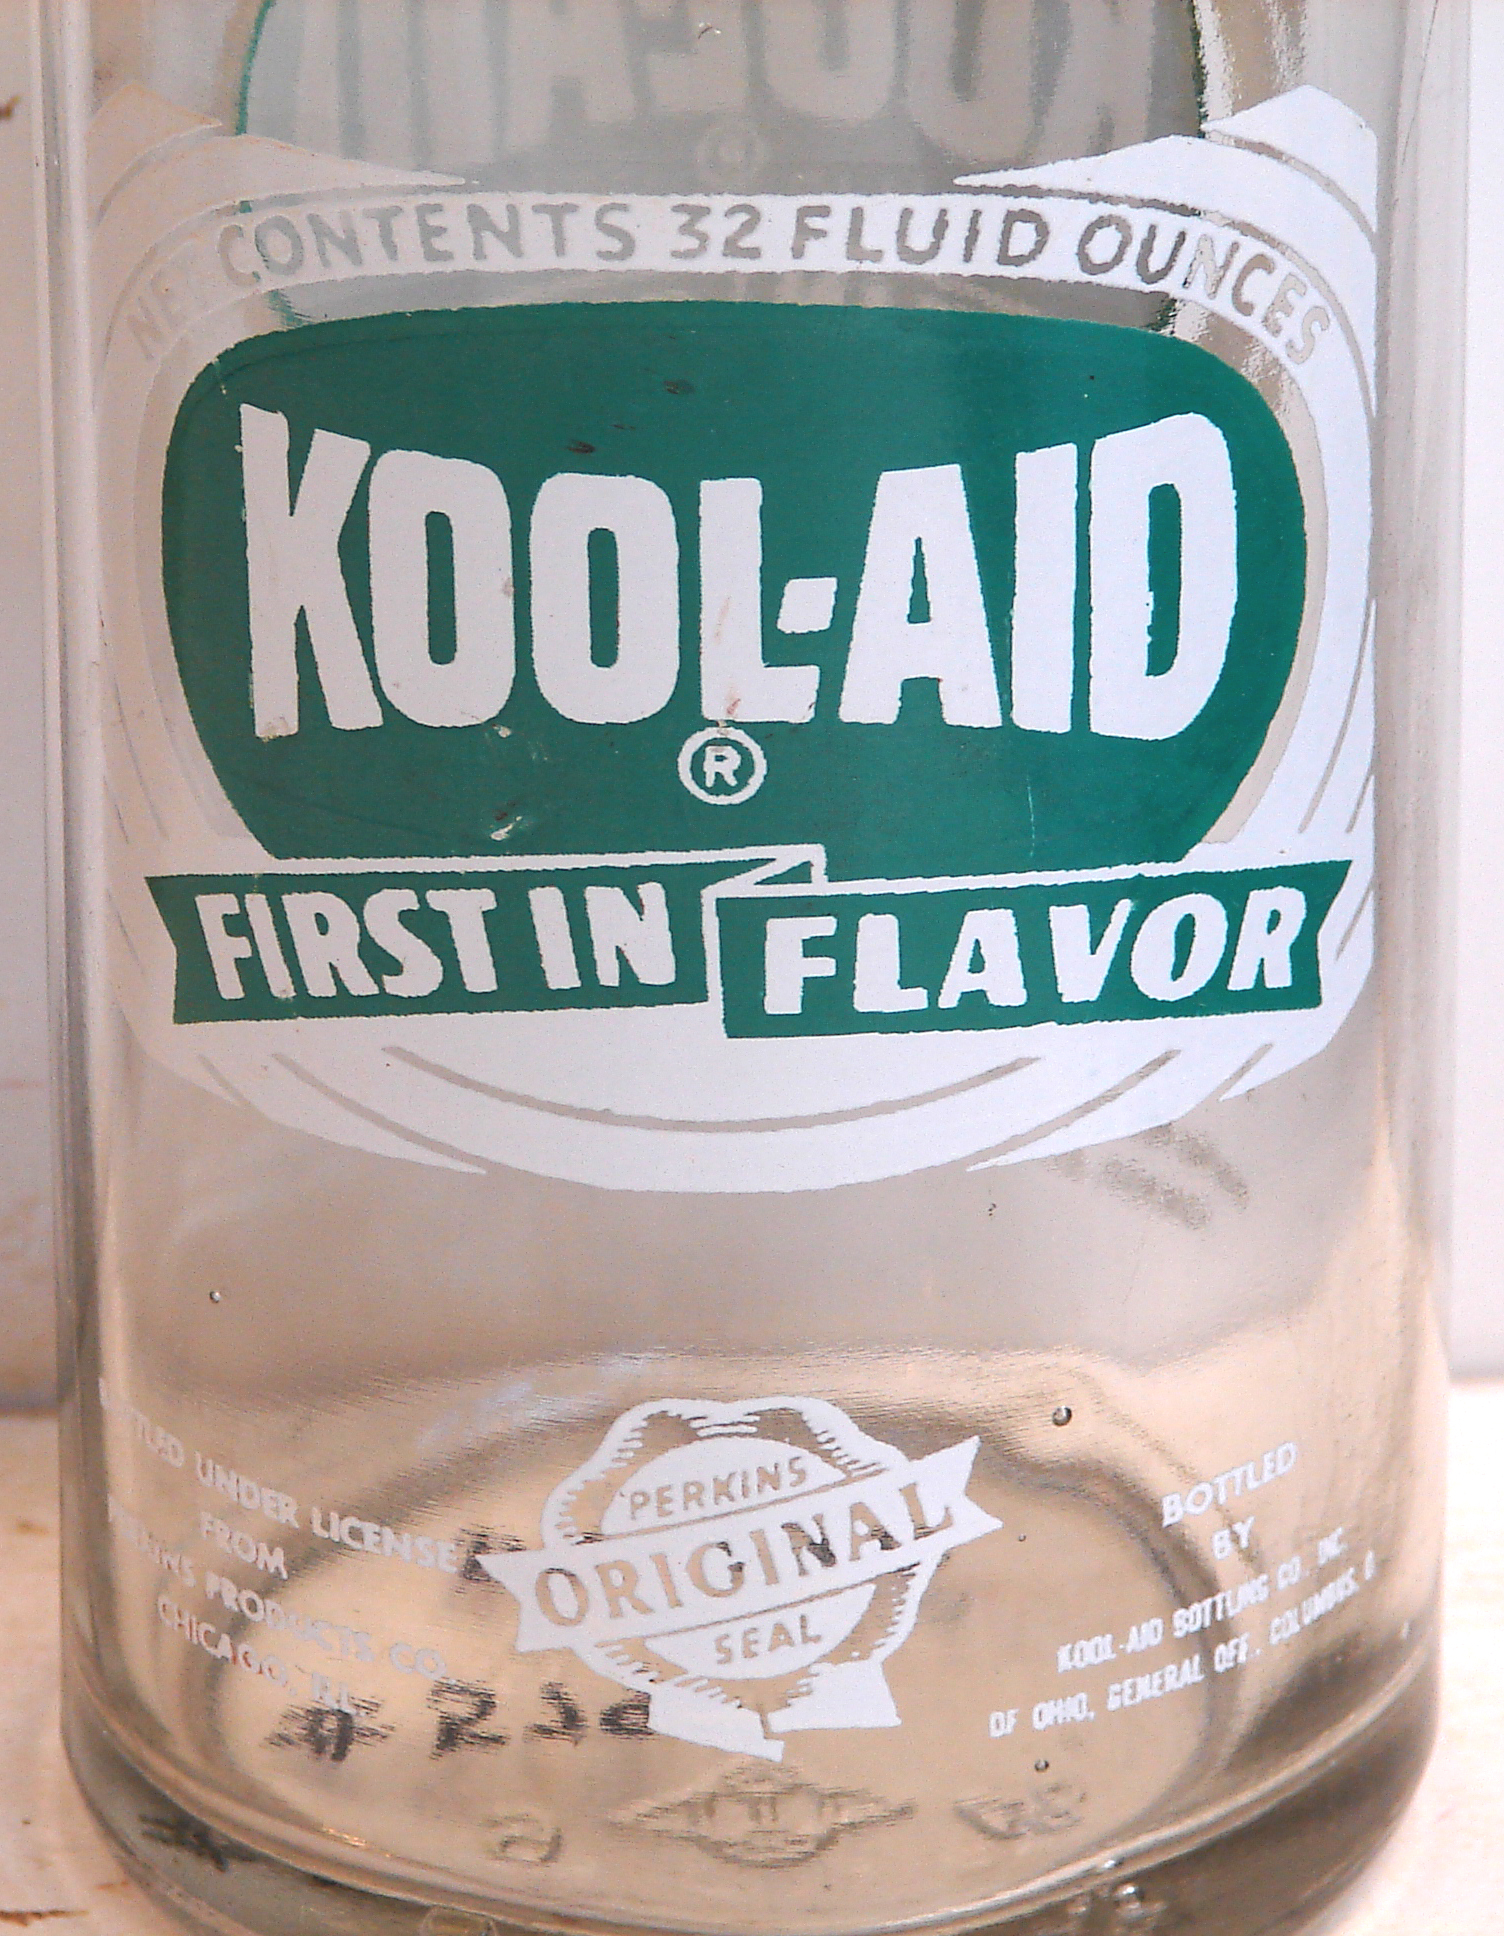 NET CONTENTS 32 FLUID OUNCES
KOOL-AID
®
FIRST IN FLAVOR
UNDER LICENSE
FROM
PRODUCTS CO.
CHICAGO, ILL.
PERKINS
ORIGINAL
SEAL
BOTTLED
BY
KOOL-AID BOTTLING CO., INC.
OF OHIO, GENERAL OFF., COLUMBUS, O.